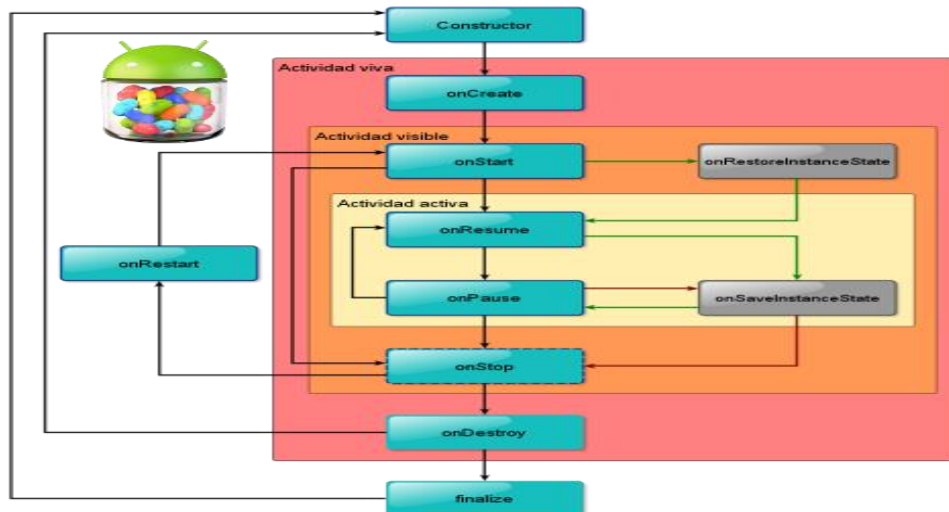 Constructor
Actividad viva
onCreate
Actividad visible
onStart
onRestoreInstanceState
Actividad activa
onResume
onRestart
onPause
onSaveInstanceState
onStop
onDestroy
finalize